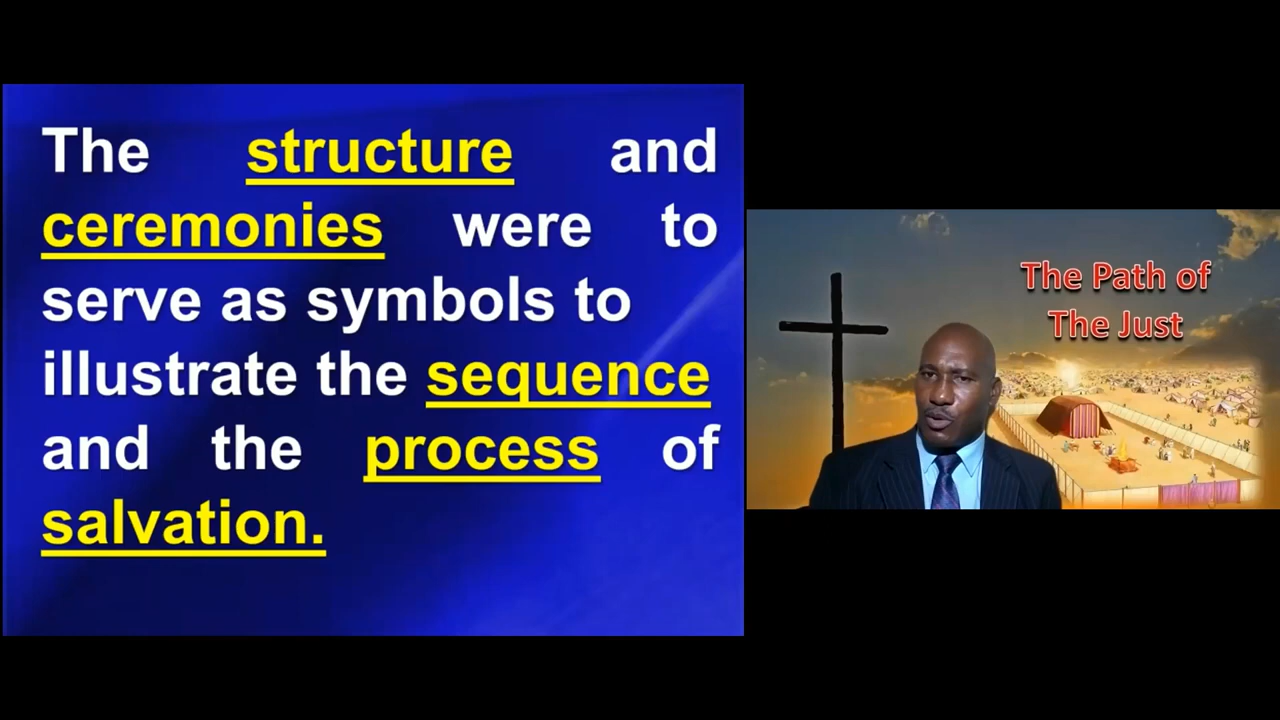 The structure and
ceremonies were to
serve as symbols to
illustrate the sequence
and the process of
salvation.
The Path of
The Just